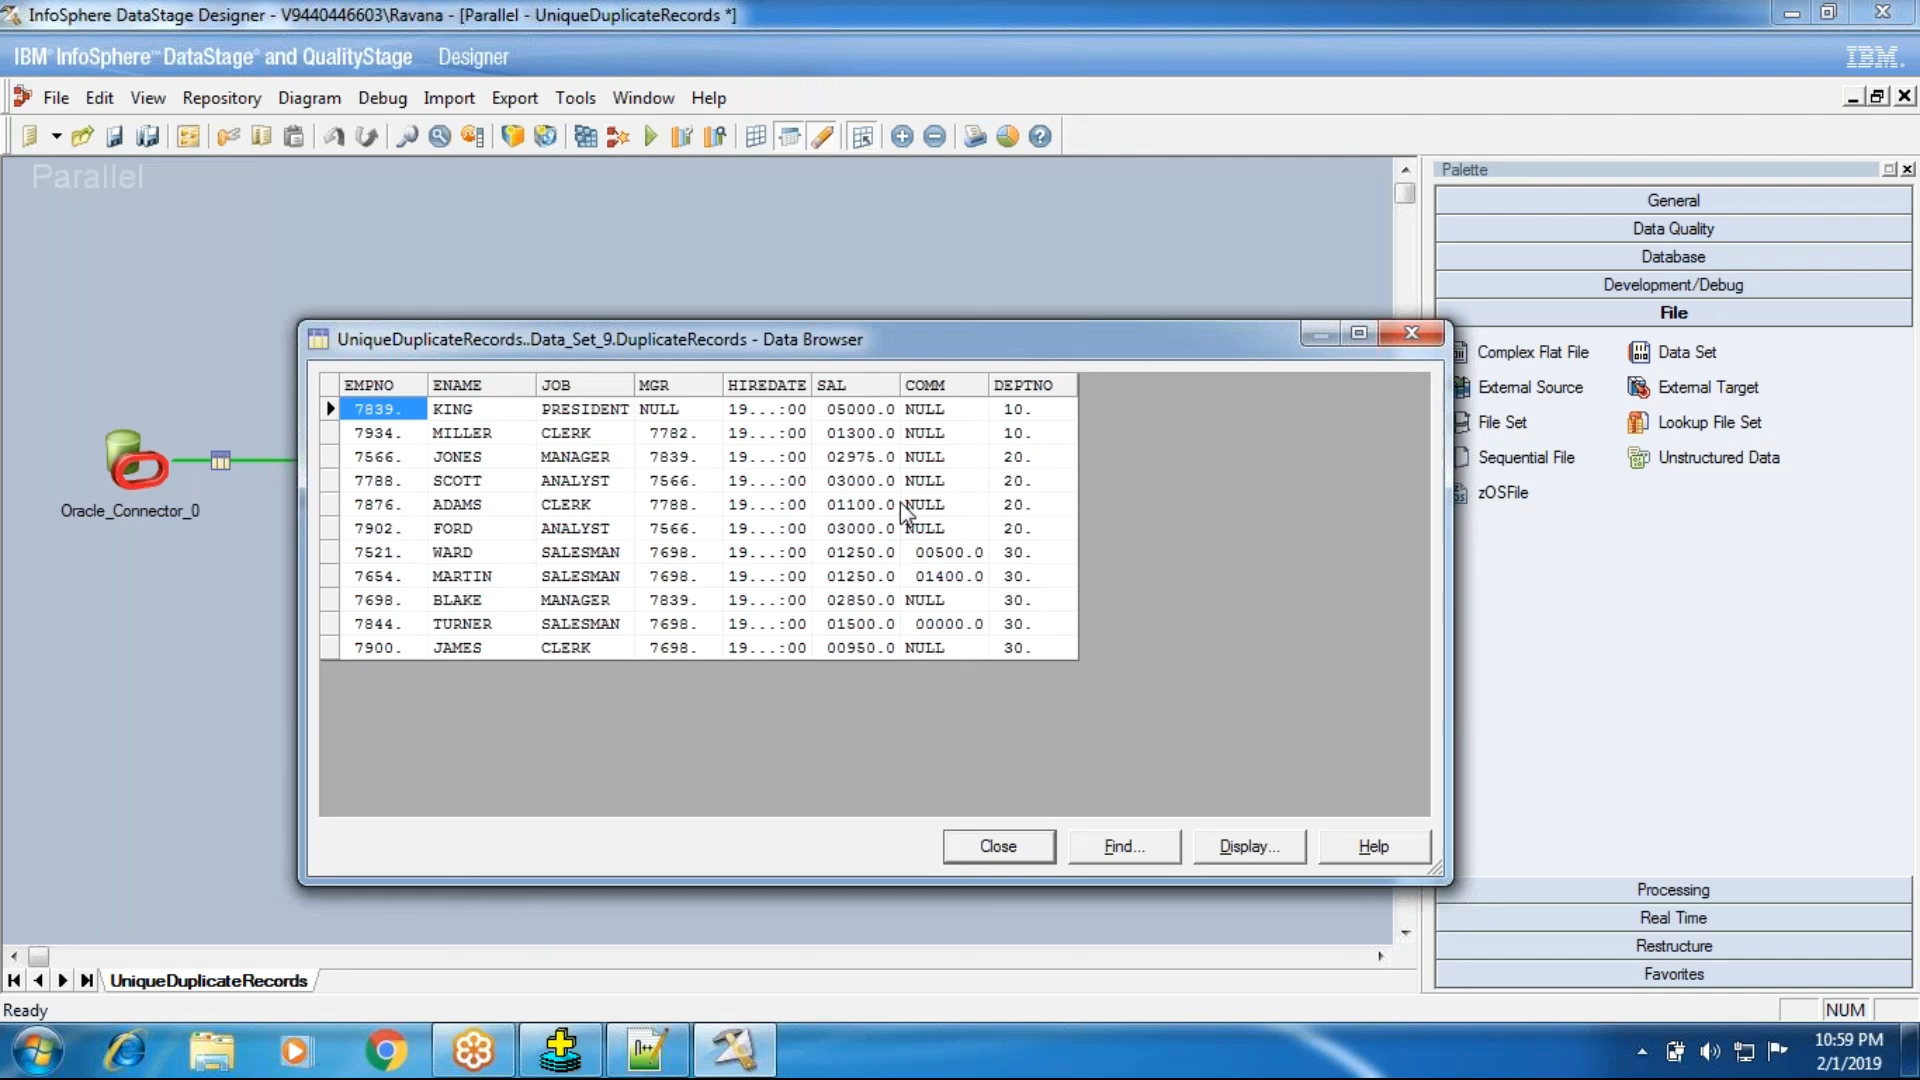 InfoSphere DataStage Designer - V9440446603\Ravana - [Parallel - UniqueDuplicateRecords *]
IBM® InfoSphere™ DataStage® and QualityStage Designer
IBM.
File Edit View Repository Diagram Debug Import Export Tools Window Help
Parallel
Palette
General
Data Quality
Database
Development/Debug
File
Complex Flat File Data Set
External Source External Target
File Set Lookup File Set
Sequential File Unstructured Data
zOSFile
Processing
Real Time
Restructure
Favorites
Oracle_Connector_0
UniqueDuplicateRecords..Data_Set_9.DuplicateRecords - Data Browser
EMPNO ENAME JOB MGR HIREDATE SAL COMM DEPTNO
7839. KING PRESIDENT NULL 19...:00 05000.0 NULL 10.
7934. MILLER CLERK 7782. 19...:00 01300.0 NULL 10.
7566. JONES MANAGER 7839. 19...:00 02975.0 NULL 20.
7788. SCOTT ANALYST 7566. 19...:00 03000.0 NULL 20.
7876. ADAMS CLERK 7788. 19...:00 01100.0 NULL 20.
7902. FORD ANALYST 7566. 19...:00 03000.0 NULL 20.
7521. WARD SALESMAN 7698. 19...:00 01250.0 00500.0 30.
7654. MARTIN SALESMAN 7698. 19...:00 01250.0 01400.0 30.
7698. BLAKE MANAGER 7839. 19...:00 02850.0 NULL 30.
7844. TURNER SALESMAN 7698. 19...:00 01500.0 00000.0 30.
7900. JAMES CLERK 7698. 19...:00 00950.0 NULL 30.
Close Find... Display... Help
UniqueDuplicateRecords
Ready
NUM
10:59 PM
2/1/2019